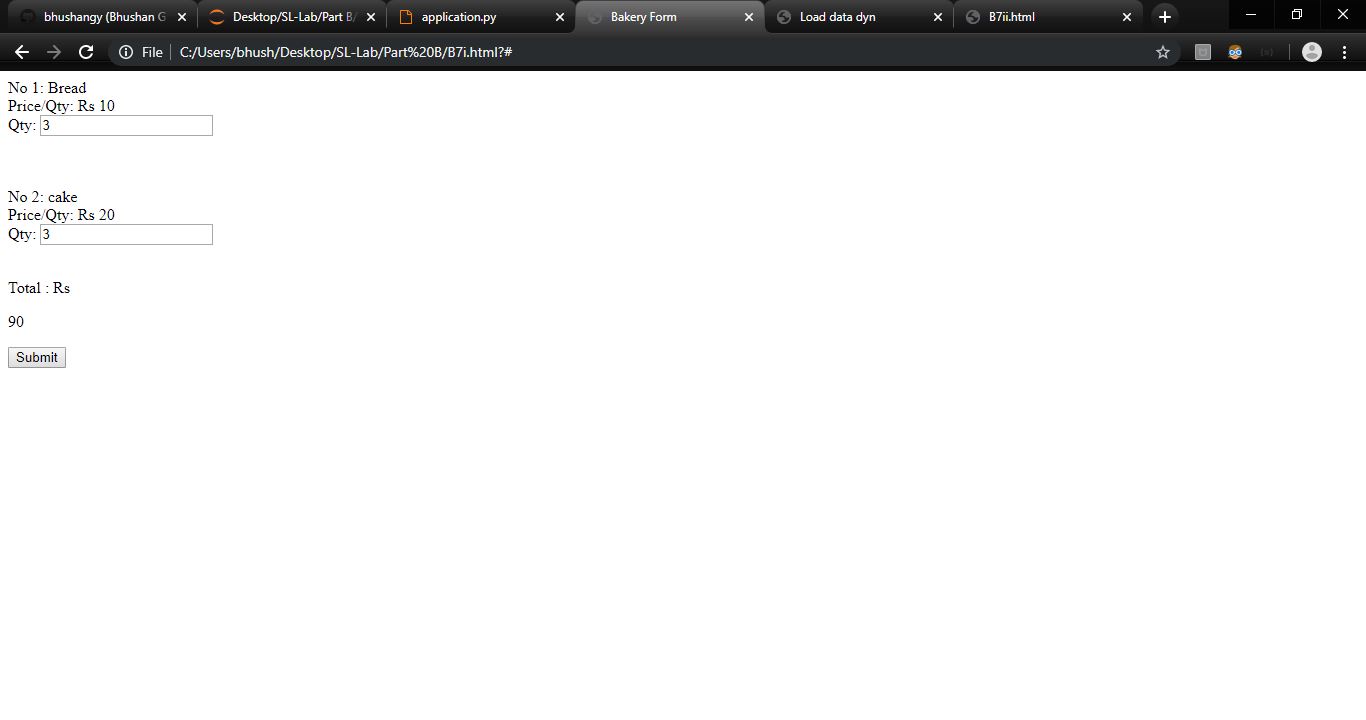 bhushangy (Bhushan G
Desktop/SL-Lab/Part B/
application.py
Bakery Form
Load data dyn
B7ii.html
File
C:/Users/bhush/Desktop/SL-Lab/Part%20B/B7i.html?#
No 1: Bread
Price/Qty: Rs 10
Qty: 3
No 2: cake
Price/Qty: Rs 20
Qty: 3
Total : Rs
90
Submit